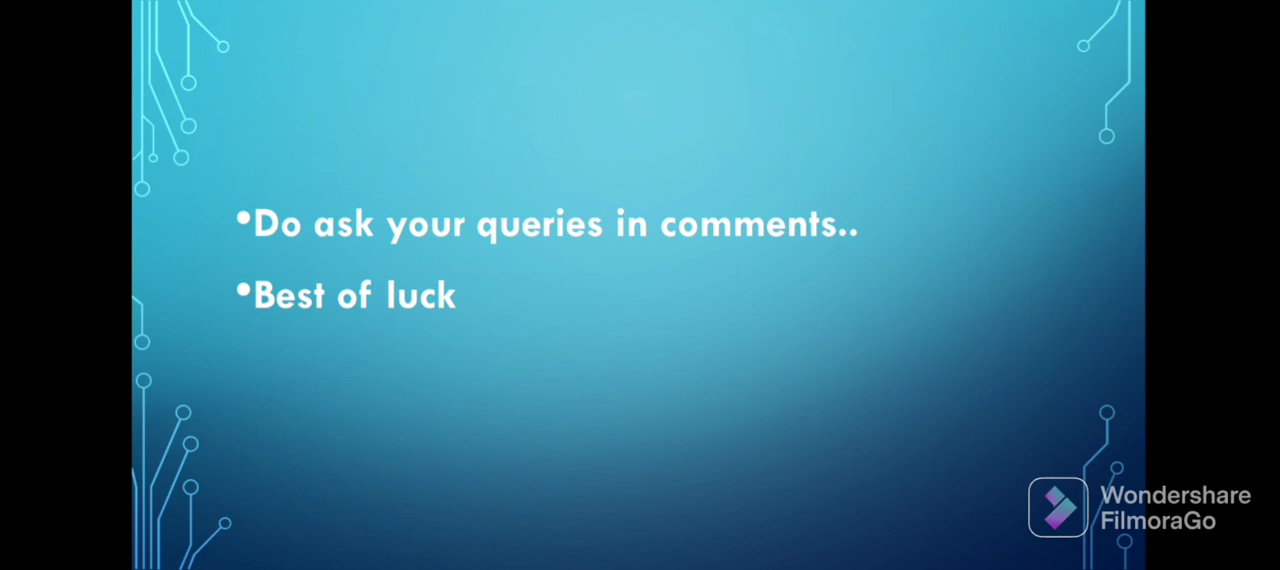 •Do ask your queries in comments..
•Best of luck
Wondershare
FilmoraGo